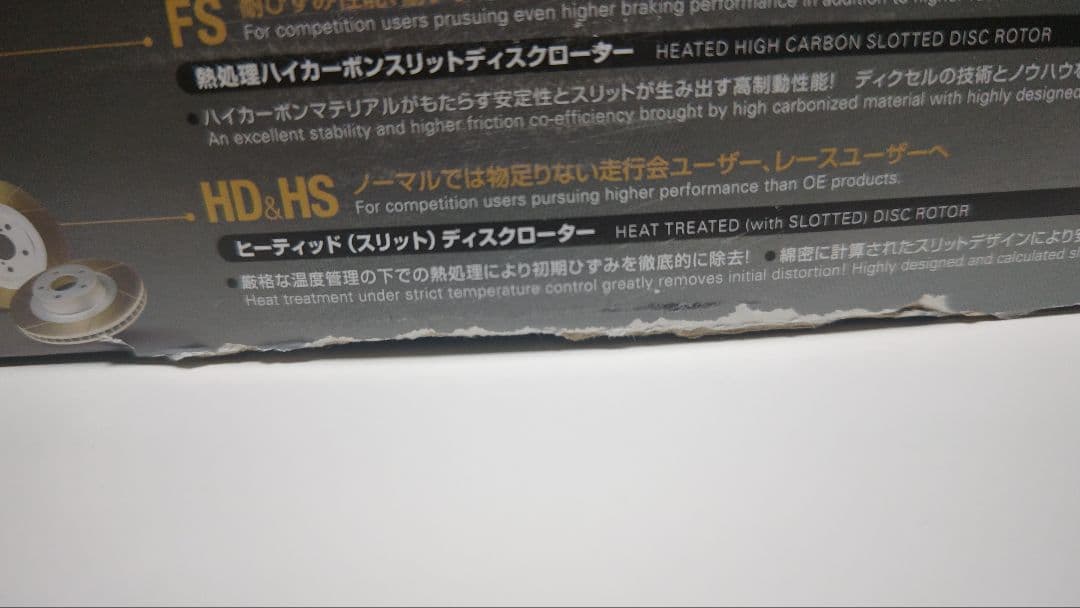 FS
For competition users prusuing even higher braking performance in addition to
熱処理ハイカーボンスリットディスクローター HEATED HIGH CARBON SLOTTED DISC ROTOR
●ハイカーボンマテリアルがもたらす安定性とスリットが生み出す高制動性能! ディクセルの技術とノウハウを
An excellent stability and higher friction co-efficiency brought by high carbonized material with highly designed
HD&HS ノーマルでは物足りない走行会ユーザー、レースユーザーへ
For competition users pursuing higher performance than OE products.
ヒーティッド(スリット)ディスクローター HEAT TREATED (with SLOTTED) DISC ROTOR
●厳格な温度管理の下での熱処理により初期ひずみを徹底的に除去! ●綿密に計算されたスリットデザインにより
Heat treatment under strict temperature control greatly removes initial distortion! Highly designed and calculated